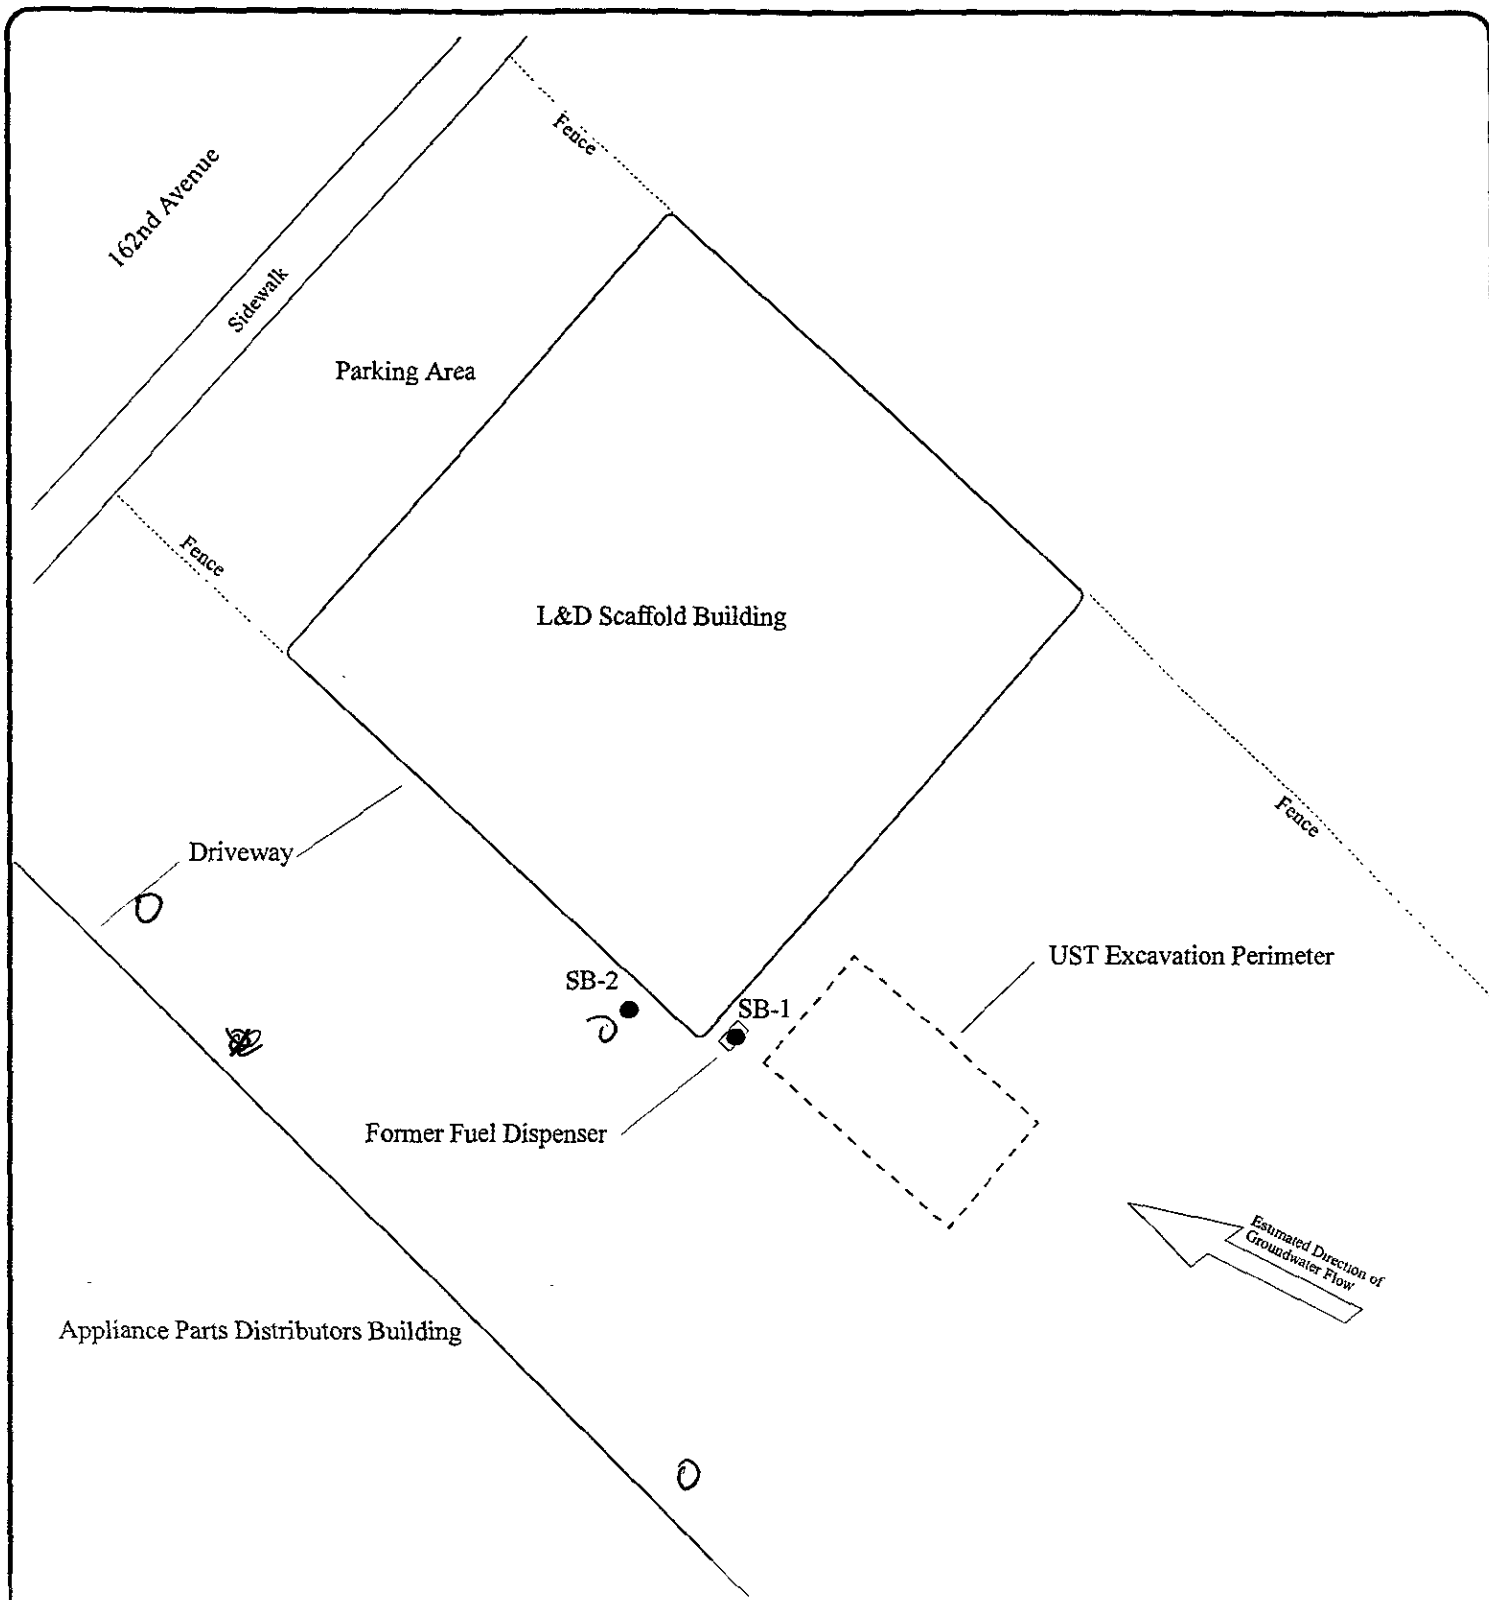 Fence
162nd Avenue
Sidewalk
Parking Area
Fence
L&D Scaffold Building
Fence
Driveway
UST Excavation Perimeter
SB-2
SB-1
Former Fuel Dispenser
Estimated Direction of
Groundwater Flow
Appliance Parts Distributors Building